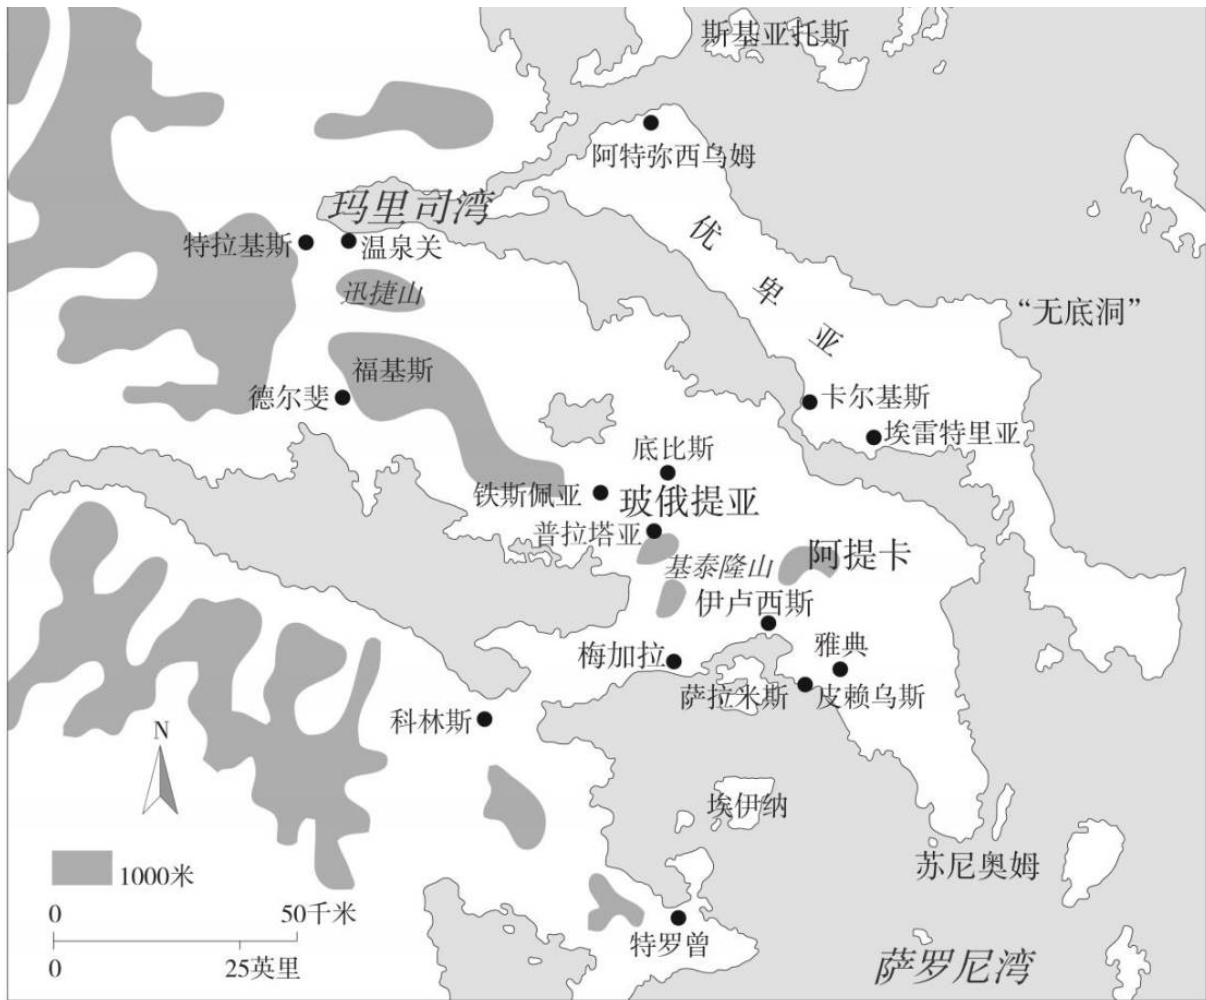 斯基亚托斯
阿特弥西乌姆
玛里司湾
优卑亚
特拉基斯
温泉关
迅捷山
“无底洞”
福基斯
德尔斐
卡尔基斯
埃雷特里亚
底比斯
铁斯佩亚
玻俄提亚
普拉塔亚
基泰隆山
阿提卡
伊卢西斯
梅加拉
雅典
萨拉米斯
皮赖乌斯
科林斯
N
埃伊纳
苏尼奥姆
1000米
0
50千米
特罗曾
0
25英里
萨罗尼湾